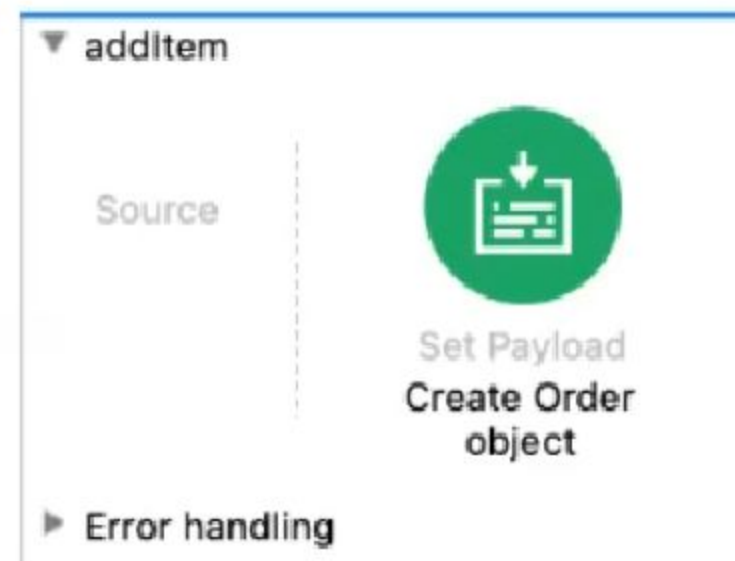 addItem
Source
Set Payload
Create Order
object
Error handling